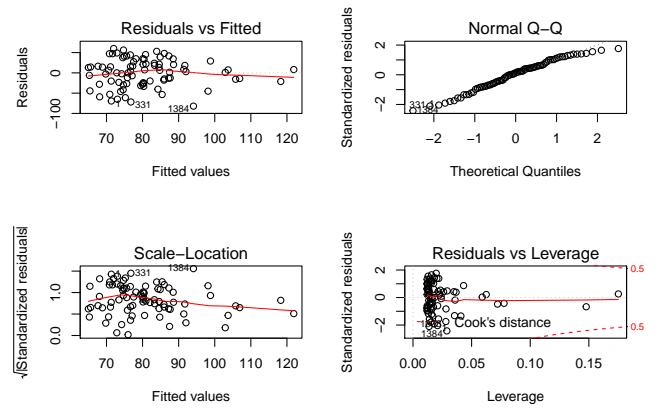 Residuals vs Fitted
Residuals
0
−100
1
331
1384
70 80 90 100 110 120
Fitted values
Normal Q−Q
Standardized residuals
2
0
−2
331
1384
−2 −1 0 1 2
Theoretical Quantiles
Scale−Location
√|Standardized residuals|
1.0
0.0
1
331
1384
70 80 90 100 110 120
Fitted values
Residuals vs Leverage
Standardized residuals
2
0
−2
0.5
0.5
Cook's distance
1384
0.00 0.05 0.10 0.15
Leverage